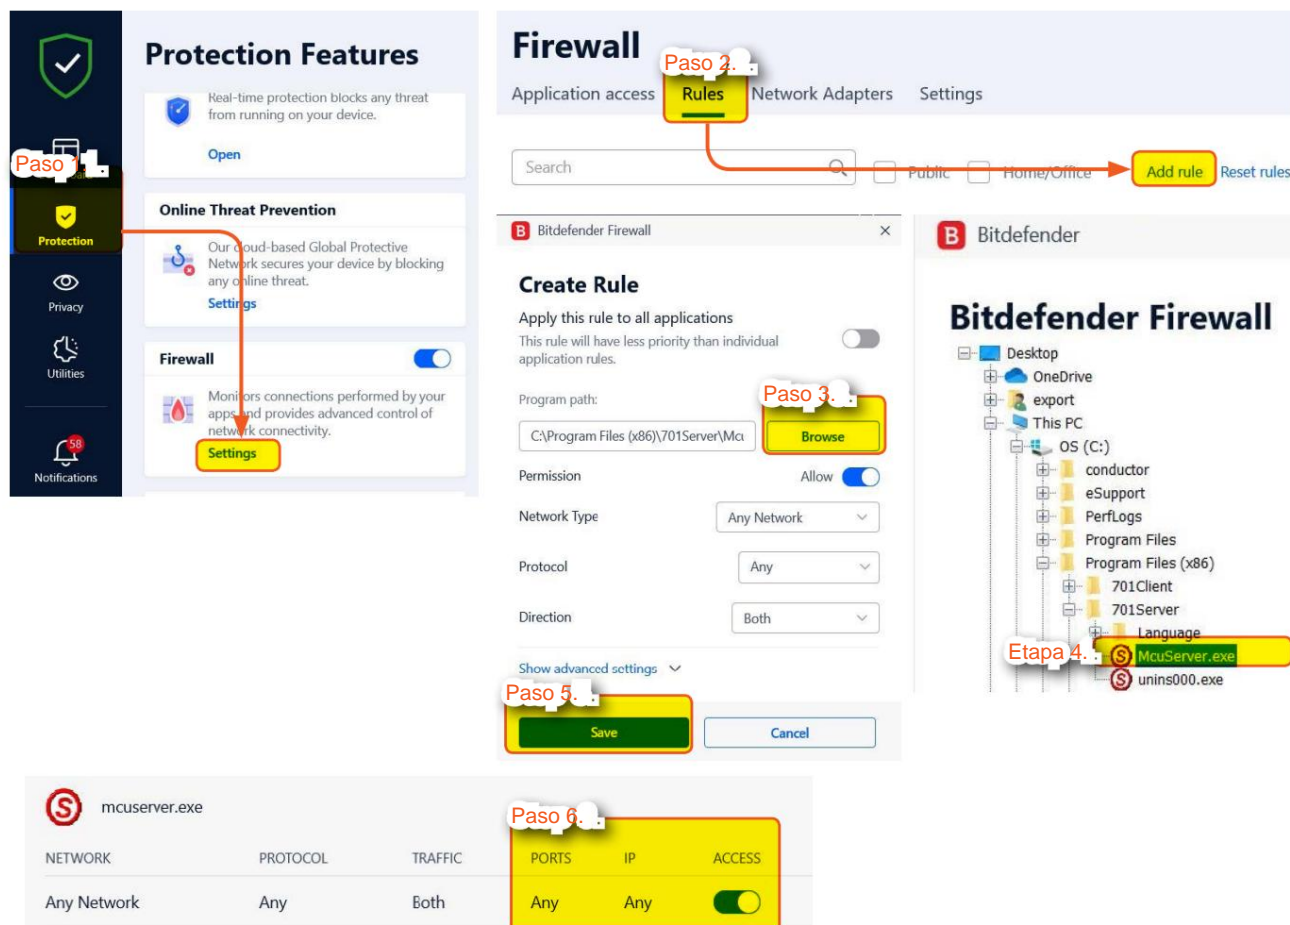 Protection Features
Real-time protection blocks any threat
from running on your device.
Open
Paso 1.
Protection
Privacy
Utilities
58
Notifications
Online Threat Prevention
Our cloud-based Global Protective
Network secures your device by blocking
any online threat.
Settings
Firewall
Monitors connections performed by your
apps and provides advanced control of
network connectivity.
Settings
Firewall
Paso 2.
Application access Rules Network Adapters Settings
Search Public Home/Office Add rule Reset rules
B Bitdefender Firewall ×
Create Rule
Apply this rule to all applications
This rule will have less priority than individual
application rules.
Paso 3.
Program path:
C:\Program Files (x86)\701Server\Mcu Browse
Permission Allow
Network Type Any Network
Protocol Any
Direction Both
Show advanced settings
Paso 5.
Save Cancel
B Bitdefender
Bitdefender Firewall
Desktop
OneDrive
export
This PC
OS (C:)
conductor
eSupport
PerfLogs
Program Files
Program Files (x86)
701Client
701Server
Language
Etapa 4.
S McuServer.exe
S unins000.exe
S mcuserver.exe
Paso 6.
NETWORK PROTOCOL TRAFFIC PORTS IP ACCESS
Any Network Any Both Any Any